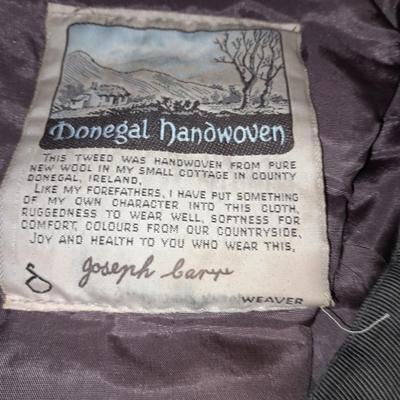 Donegal handwoven
THIS TWEED WAS HANDWOVEN FROM PURE
NEW WOOL IN MY SMALL COTTAGE IN COUNTY
DONEGAL, IRELAND.
LIKE MY FOREFATHERS, I HAVE PUT SOMETHING
OF MY OWN CHARACTER INTO THIS CLOTH,
RUGGEDNESS TO WEAR WELL, SOFTNESS FOR
COMFORT, COLOURS FROM OUR COUNTRYSIDE.
JOY AND HEALTH TO YOU WHO WEAR THIS.
Joseph
WEAVER